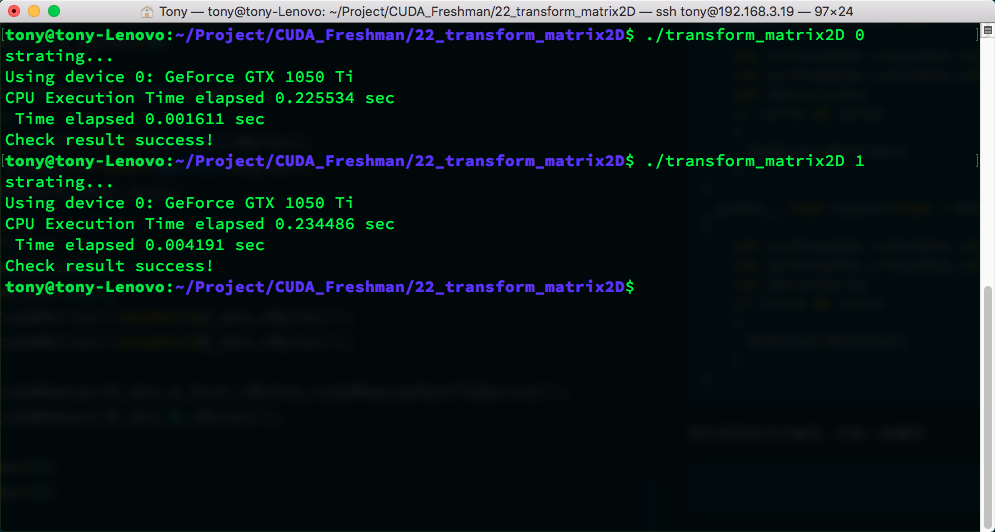 Tony — tony@tony-Lenovo: ~/Project/CUDA_Freshman/22_transform_matrix2D — ssh tony@192.168.3.19 — 97×24
[tony@tony-Lenovo:~/Project/CUDA_Freshman/22_transform_matrix2D$ ./transform_matrix2D 0 ]
strating...
Using device 0: GeForce GTX 1050 Ti
CPU Execution Time elapsed 0.225534 sec
 Time elapsed 0.001611 sec
Check result success!
[tony@tony-Lenovo:~/Project/CUDA_Freshman/22_transform_matrix2D$ ./transform_matrix2D 1 ]
strating...
Using device 0: GeForce GTX 1050 Ti
CPU Execution Time elapsed 0.234486 sec
 Time elapsed 0.004191 sec
Check result success!
tony@tony-Lenovo:~/Project/CUDA_Freshman/22_transform_matrix2D$